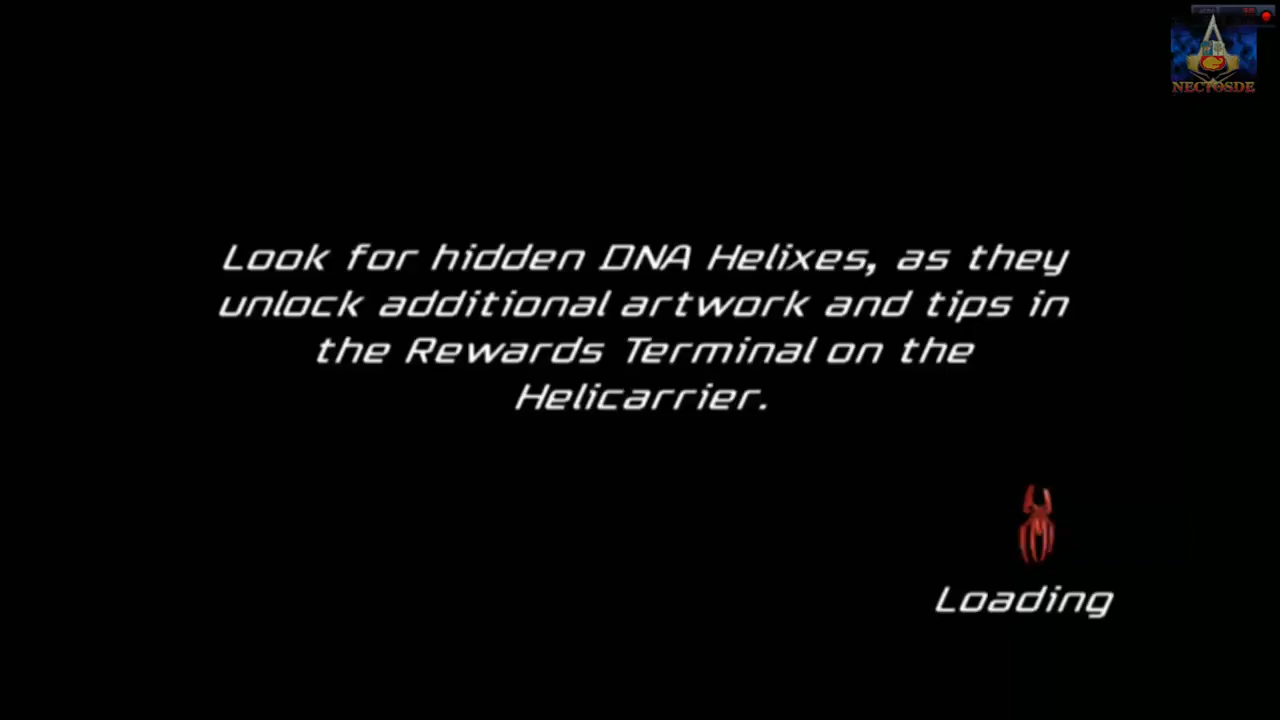 NECTOSDE
Look for hidden DNA Helixes, as they
unlock additional artwork and tips in
the Rewards Terminal on the
Helicarrier.
Loading